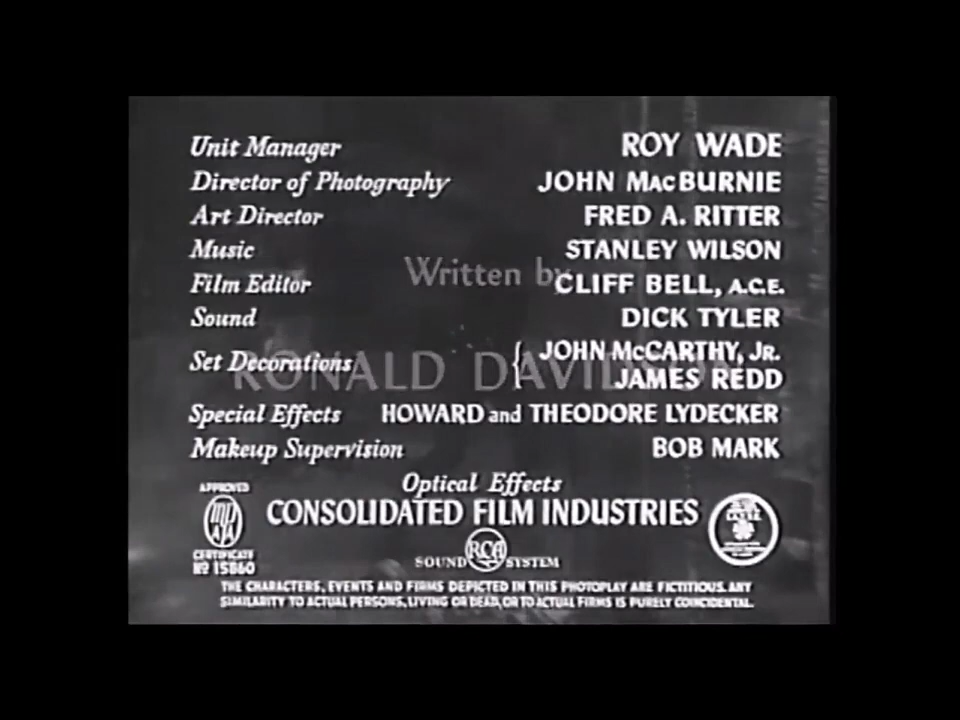 Unit Manager ROY WADE
Director of Photography JOHN MACBURNIE
Art Director FRED A. RITTER
Music STANLEY WILSON
Written by
Film Editor CLIFF BELL, A.C.E.
Sound DICK TYLER
Set Decorations { JOHN MCCARTHY, JR.
JAMES REDD
RONALD DAVIDSON
Special Effects HOWARD and THEODORE LYDECKER
Makeup Supervision BOB MARK
Optical Effects
CONSOLIDATED FILM INDUSTRIES
APPROVED
MPPDA
CERTIFICATE
No 15860
SOUND RCA SYSTEM
THE CHARACTERS, EVENTS AND FIRMS DEPICTED IN THIS PHOTOPLAY ARE FICTITIOUS. ANY
SIMILARITY TO ACTUAL PERSONS, LIVING OR DEAD, OR TO ACTUAL FIRMS IS PURELY COINCIDENTAL.